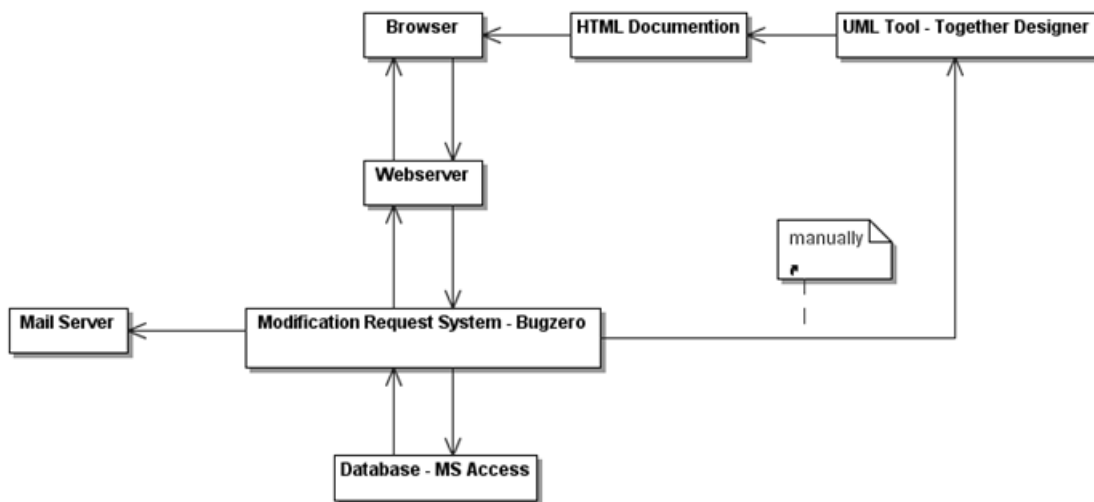 Browser
HTML Documention
UML Tool - Together Designer
Webserver
manually
Mail Server
Modification Request System - Bugzero
Database - MS Access